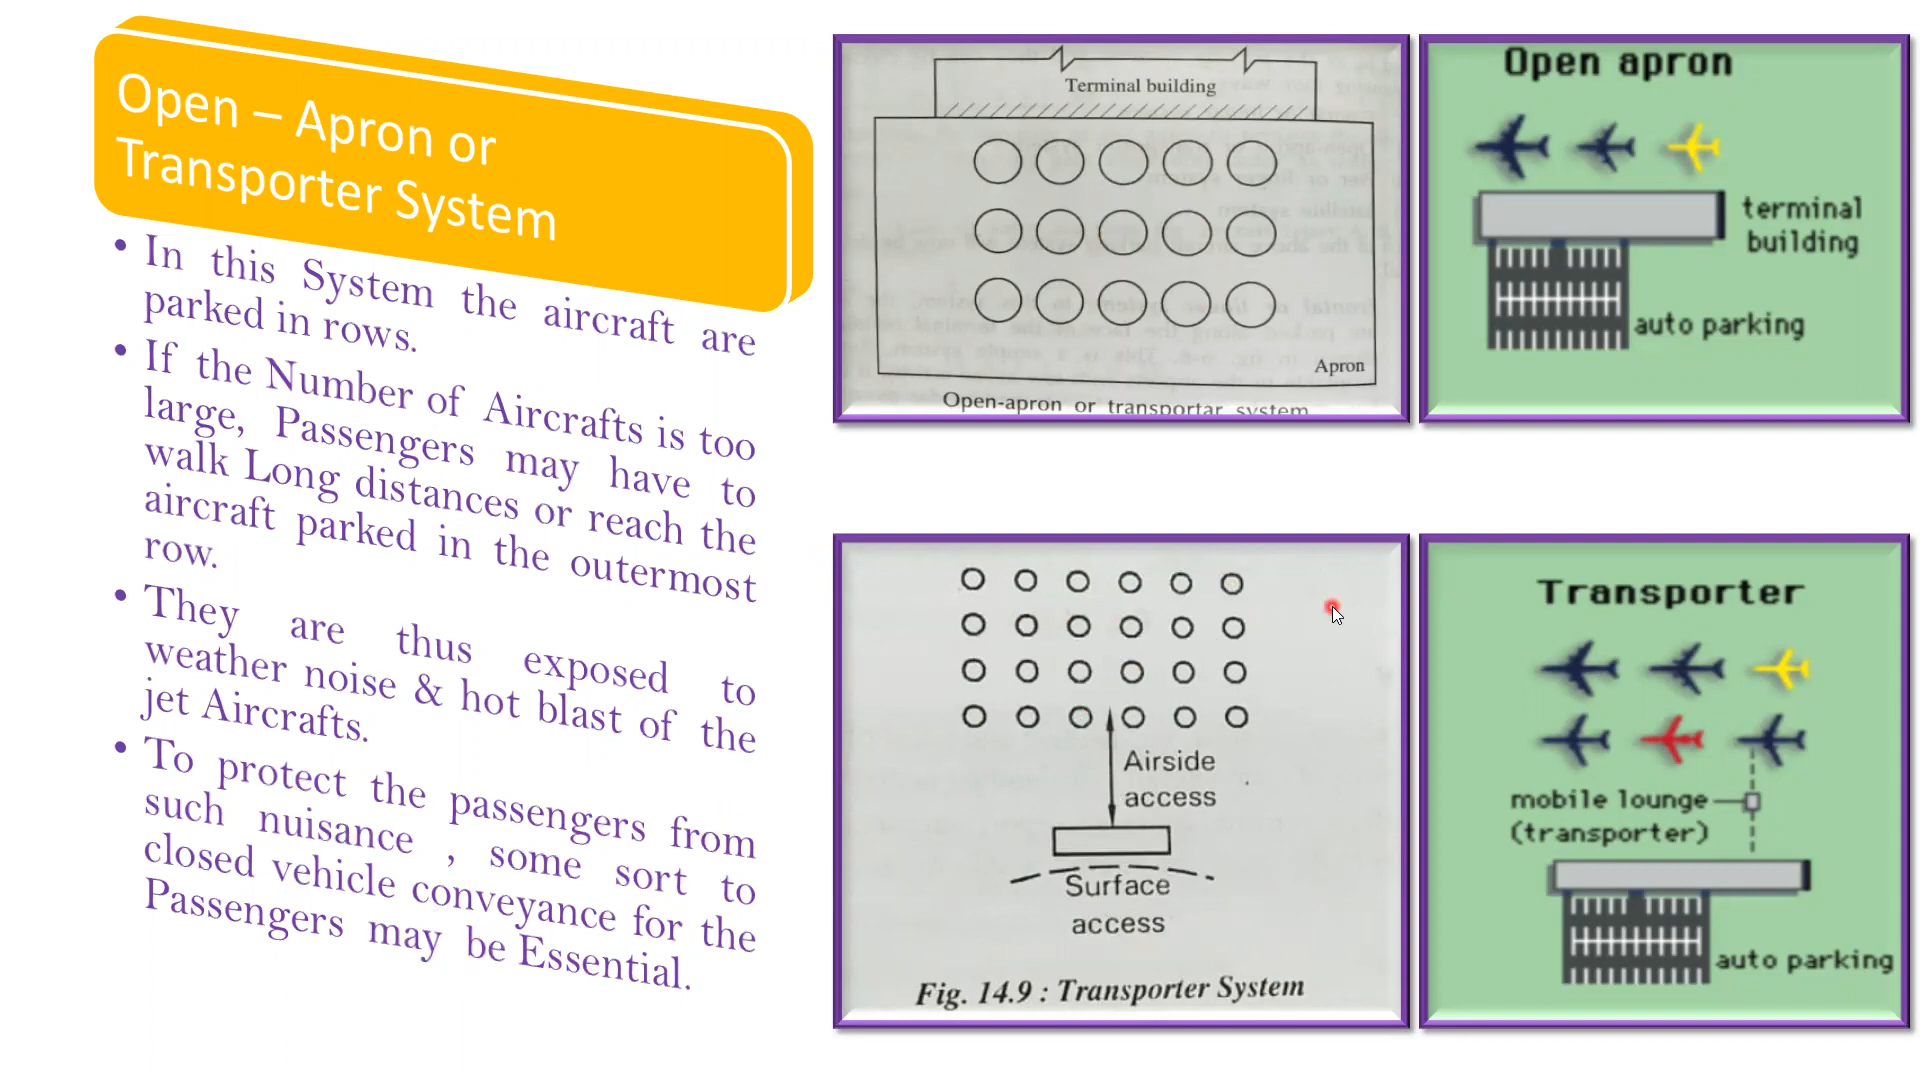 Open – Apron or
Transporter System
• In this System the aircraft are
parked in rows.
• If the Number of Aircrafts is too
large, Passengers may have to
walk Long distances or reach the
aircraft parked in the outermost
row.
• They are thus exposed to
weather noise & hot blast of the
jet Aircrafts.
• To protect the passengers from
such nuisance , some sort to
closed vehicle conveyance for the
Passengers may be Essential.
Terminal building
Apron
Open-apron or transportar system
Open apron
terminal
building
auto parking
Airside
access
Surface
access
Fig. 14.9 : Transporter System
Transporter
mobile lounge
(transporter)
auto parking